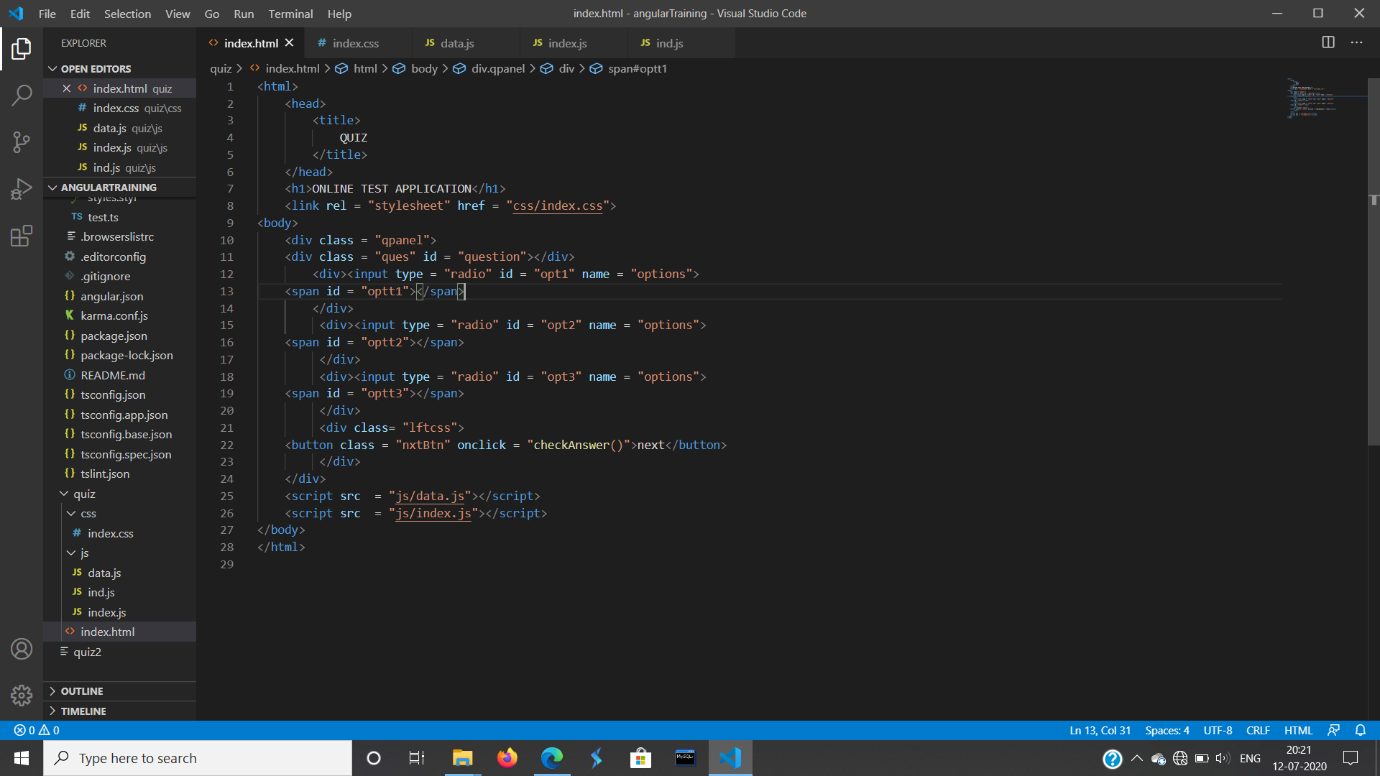 File Edit Selection View Go Run Terminal Help
index.html - angularTraining - Visual Studio Code
EXPLORER
OPEN EDITORS
index.html quiz
index.css quiz\css
data.js quiz\js
index.js quiz\js
ind.js quiz\js
ANGULARTRAINING
styles.styl
test.ts
.browserslistrc
.editorconfig
.gitignore
angular.json
karma.conf.js
package.json
package-lock.json
README.md
tsconfig.json
tsconfig.app.json
tsconfig.base.json
tsconfig.spec.json
tslint.json
quiz
css
index.css
js
data.js
ind.js
index.js
index.html
quiz2
OUTLINE
TIMELINE
index.html index.css data.js index.js ind.js
quiz > index.html > html > body > div.qpanel > div > span#optt1
1 <html>
2 <head>
3 <title>
4 QUIZ
5 </title>
6 </head>
7 <h1>ONLINE TEST APPLICATION</h1>
8 <link rel = "stylesheet" href = "css/index.css">
9 <body>
10 <div class = "qpanel">
11 <div class = "ques" id = "question"></div>
12 <div><input type = "radio" id = "opt1" name = "options">
13 <span id = "optt1"></span>
14 </div>
15 <div><input type = "radio" id = "opt2" name = "options">
16 <span id = "optt2"></span>
17 </div>
18 <div><input type = "radio" id = "opt3" name = "options">
19 <span id = "optt3"></span>
20 </div>
21 <div class= "lftcss">
22 <button class = "nxtBtn" onclick = "checkAnswer()">next</button>
23 </div>
24 </div>
25 <script src  = "js/data.js"></script>
26 <script src  = "js/index.js"></script>
27 </body>
28 </html>
29
0 0
Ln 13, Col 31 Spaces: 4 UTF-8 CRLF HTML
Type here to search
MySQL
ENG
20:21
12-07-2020